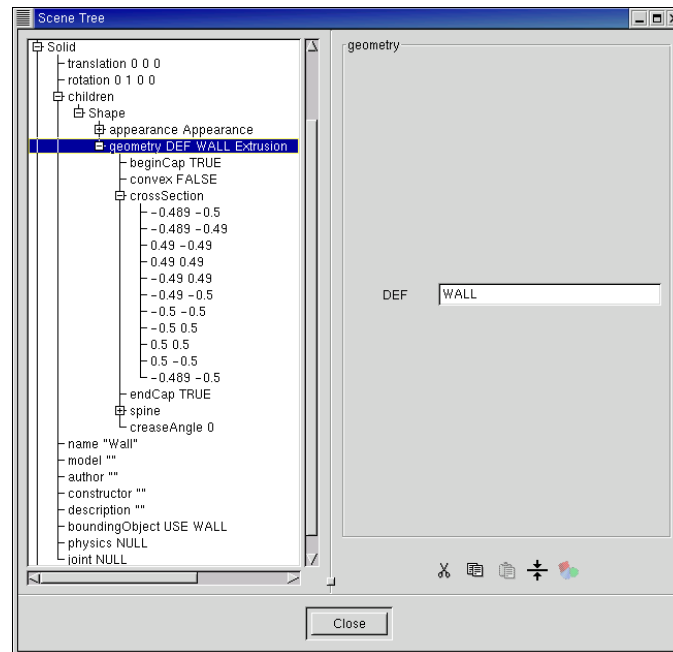 Scene Tree
Solid
translation 0 0 0
rotation 0 1 0 0
children
Shape
appearance Appearance
geometry DEF WALL Extrusion
beginCap TRUE
convex FALSE
crossSection
-0.489 -0.5
-0.489 -0.49
0.49 -0.49
0.49 0.49
-0.49 0.49
-0.49 -0.5
-0.5 -0.5
-0.5 0.5
0.5 0.5
0.5 -0.5
-0.489 -0.5
endCap TRUE
spine
creaseAngle 0
name "Wall"
model ""
author ""
constructor ""
description ""
boundingObject USE WALL
physics NULL
joint NULL
geometry
DEF WALL
Close